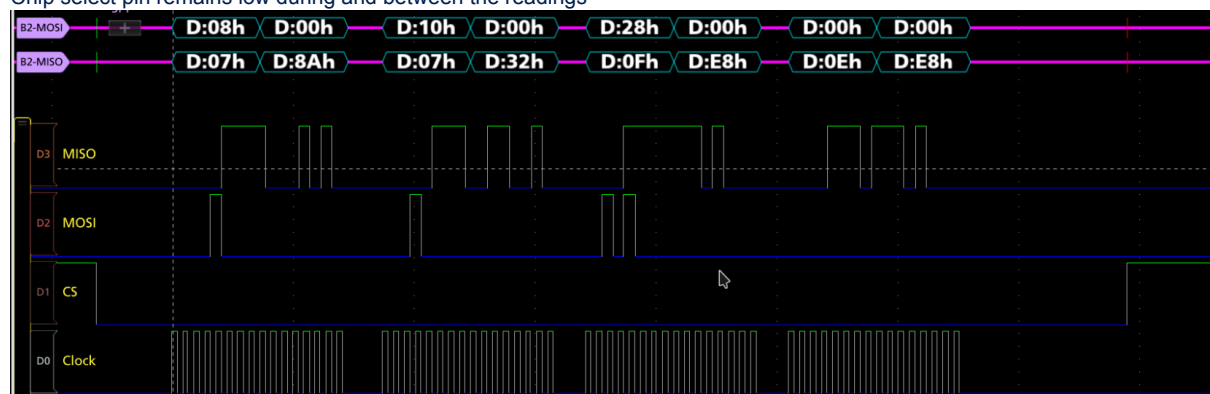 Chip select pin remains low during and between the readings
B2-MOSI + D:08h D:00h D:10h D:00h D:28h D:00h D:00h D:00h
B2-MISO D:07h D:8Ah D:07h D:32h D:0Fh D:E8h D:0Eh D:E8h
D3 MISO
D2 MOSI
D1 CS
D0 Clock